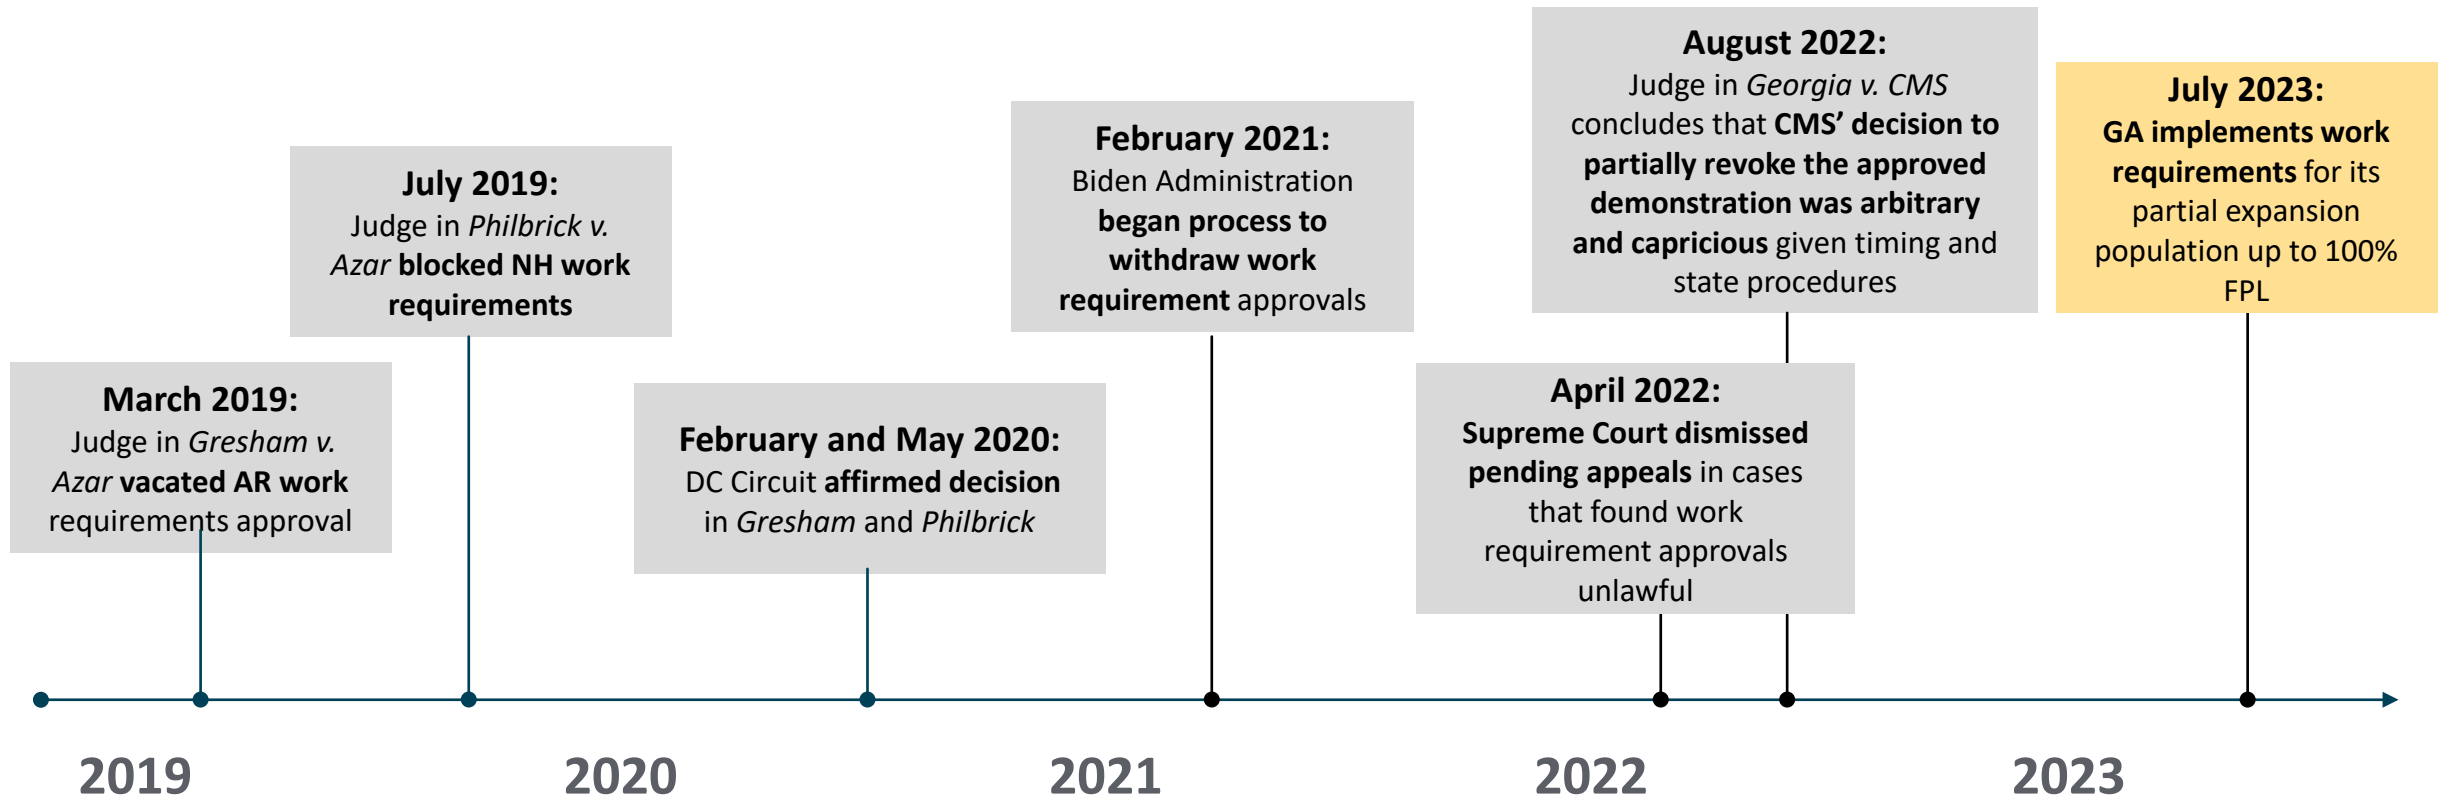 March 2019:
Judge in Gresham v.
Azar vacated AR work
requirements approval
July 2019:
Judge in Philbrick v.
Azar blocked NH work
requirements
February and May 2020:
DC Circuit affirmed decision
in Gresham and Philbrick
February 2021:
Biden Administration
began process to
withdraw work
requirement approvals
April 2022:
Supreme Court dismissed
pending appeals in cases
that found work
requirement approvals
unlawful
August 2022:
Judge in Georgia v. CMS
concludes that CMS’ decision to
partially revoke the approved
demonstration was arbitrary
and capricious given timing and
state procedures
July 2023:
GA implements work
requirements for its
partial expansion
population up to 100%
FPL
2019
2020
2021
2022
2023